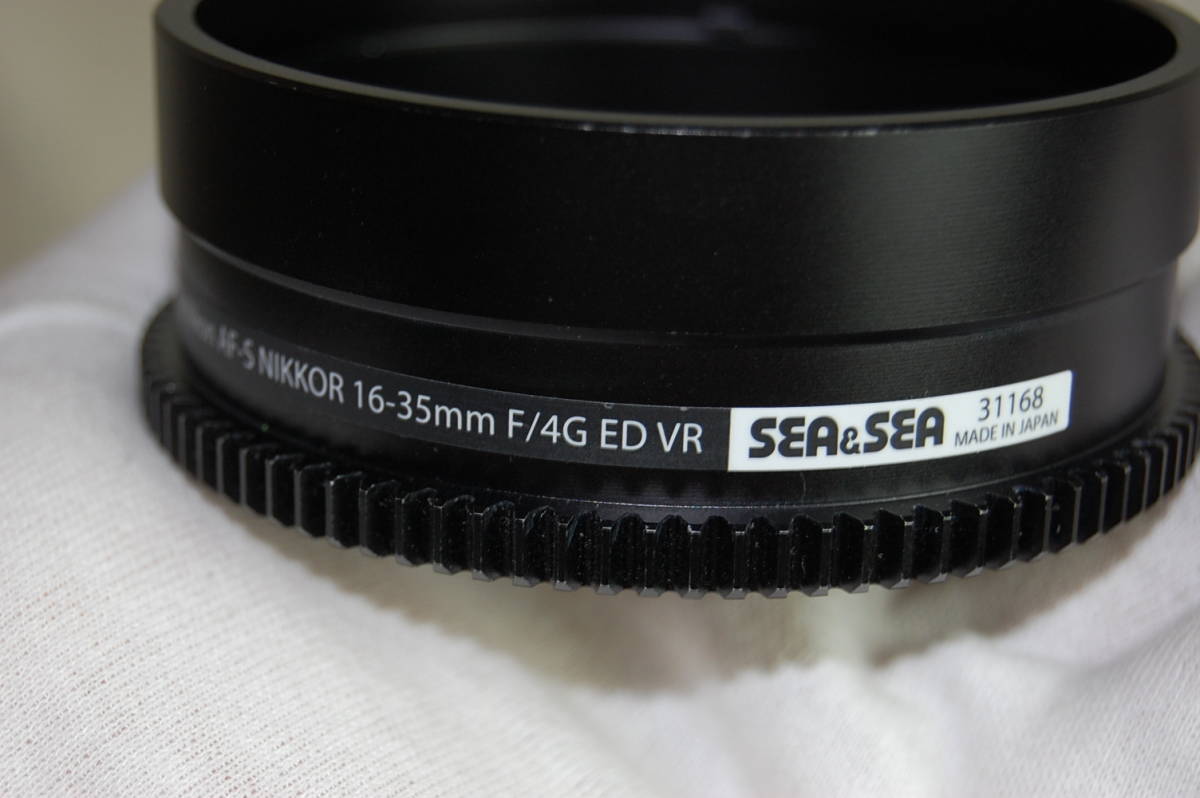 AF-S NIKKOR 16-35mm F/4G ED VR
SEA&SEA
31168
MADE IN JAPAN